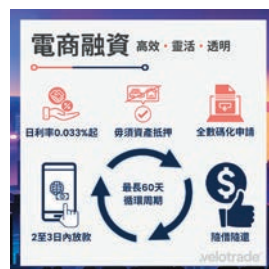 電商融資 高效・靈活・透明
日利率0.033%起 毋須資產抵押 全數碼化申請
最長60天
循環周期
2至3日內放款 隨借隨還
velotrade